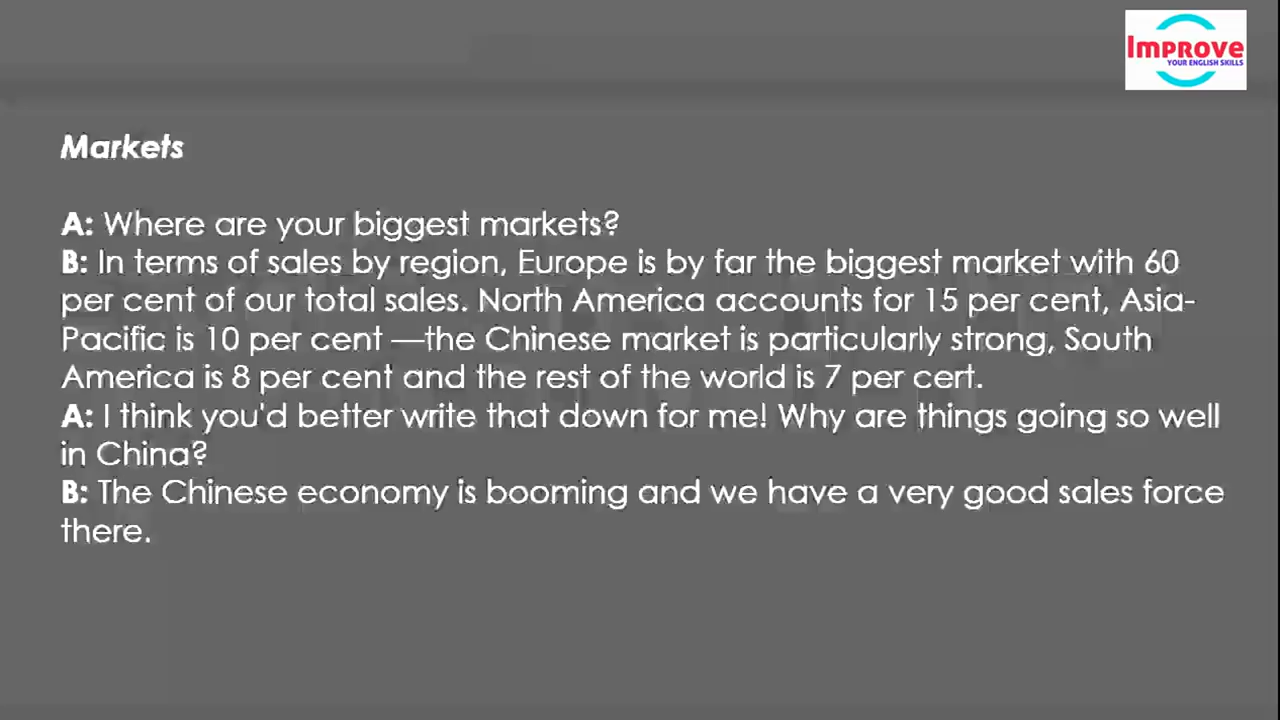 Improve
YOUR ENGLISH SKILLS
Markets
A: Where are your biggest markets?
B: In terms of sales by region, Europe is by far the biggest market with 60
per cent of our total sales. North America accounts for 15 per cent, Asia-
Pacific is 10 per cent —the Chinese market is particularly strong, South
America is 8 per cent and the rest of the world is 7 per cert.
A: I think you'd better write that down for me! Why are things going so well
in China?
B: The Chinese economy is booming and we have a very good sales force
there.